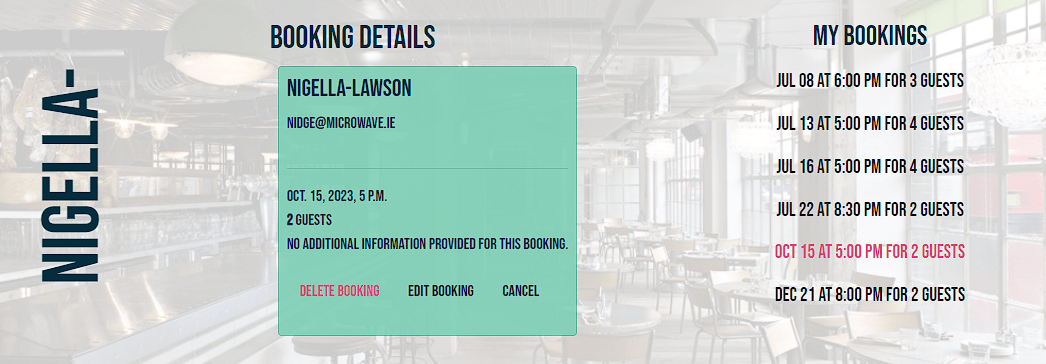 NIGELLA-
BOOKING DETAILS
NIGELLA-LAWSON
NIDGE@MICROWAVE.IE
OCT. 15, 2023, 5 P.M.
2 GUESTS
NO ADDITIONAL INFORMATION PROVIDED FOR THIS BOOKING.
DELETE BOOKING EDIT BOOKING CANCEL
MY BOOKINGS
JUL 08 AT 6:00 PM FOR 3 GUESTS
JUL 13 AT 5:00 PM FOR 4 GUESTS
JUL 16 AT 5:00 PM FOR 4 GUESTS
JUL 22 AT 8:30 PM FOR 2 GUESTS
OCT 15 AT 5:00 PM FOR 2 GUESTS
DEC 21 AT 8:00 PM FOR 2 GUESTS